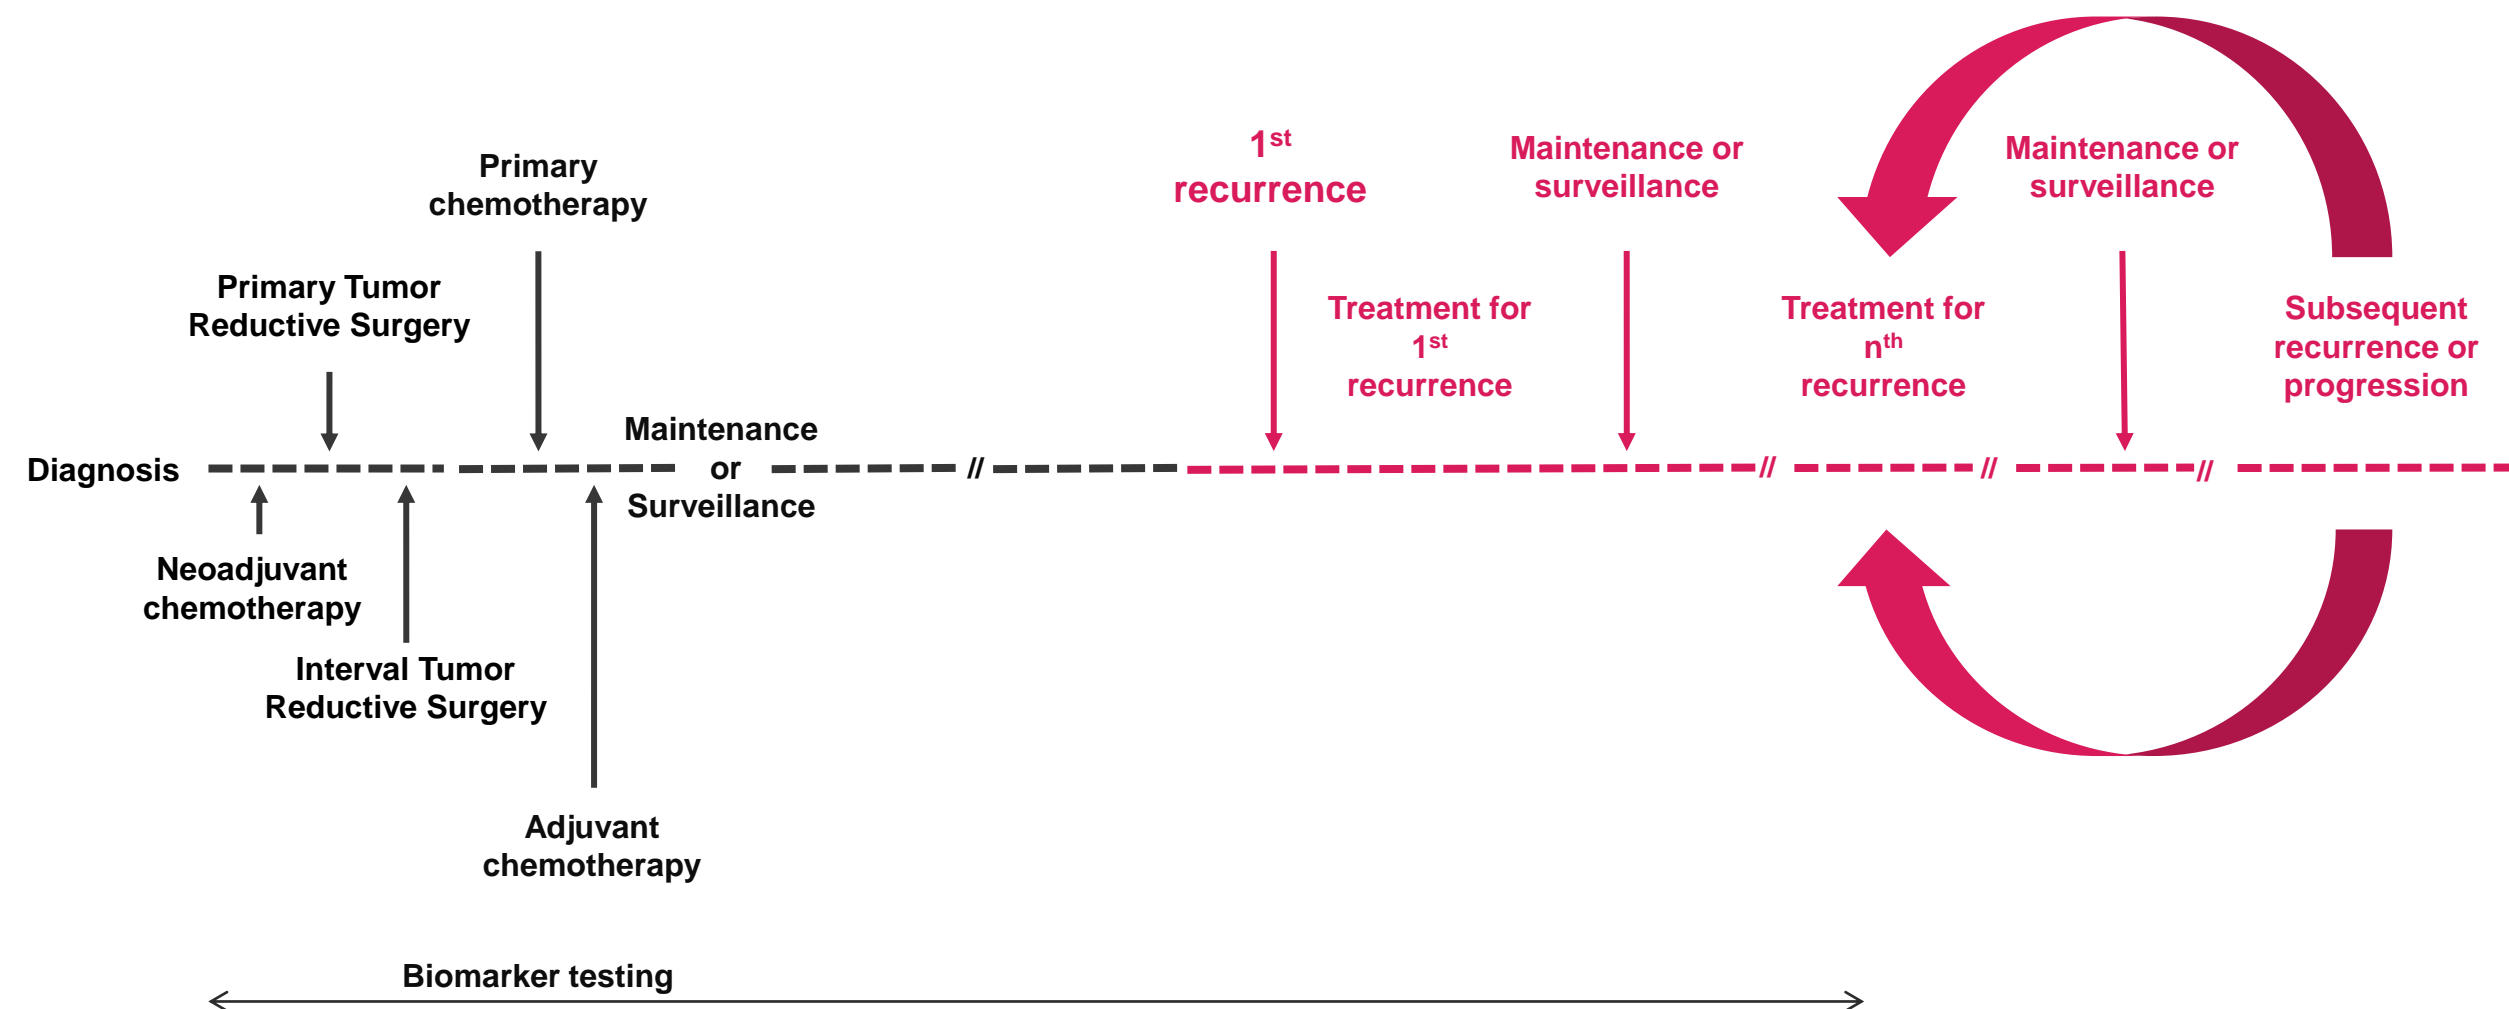 Primary
chemotherapy
Primary Tumor
Reductive Surgery
Diagnosis
Maintenance
or
Surveillance
//
Neoadjuvant
chemotherapy
Interval Tumor
Reductive Surgery
Adjuvant
chemotherapy
1st
recurrence
Treatment for
1st
recurrence
Maintenance or
surveillance
//
Treatment for
nth
recurrence
//
Maintenance or
surveillance
//
Subsequent
recurrence or
progression
Biomarker testing